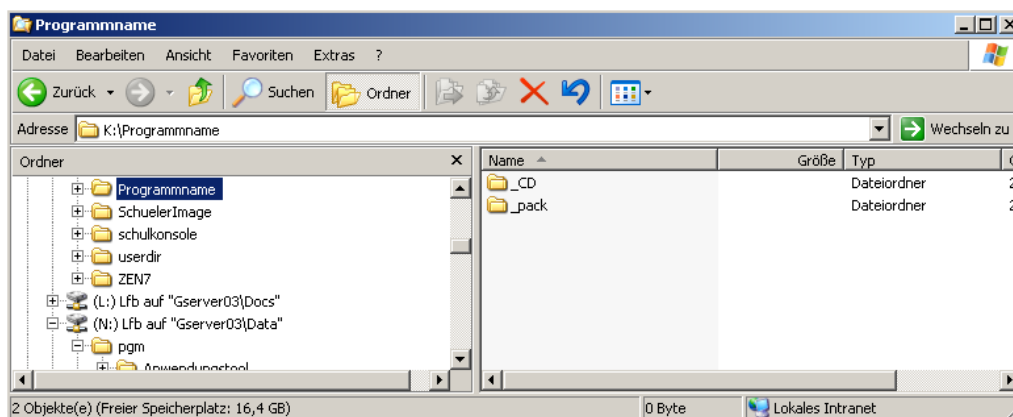 Programmname
Datei Bearbeiten Ansicht Favoriten Extras ?
Zurück Suchen Ordner
Adresse K:\Programmname Wechseln zu
Ordner
Programmname
SchuelerImage
schulkonsole
userdir
ZEN7
(L:) Lfb auf "Gserver03\Docs"
(N:) Lfb auf "Gserver03\Data"
pgm
Anwendungstool
Name Größe Typ
_CD Dateiordner
_pack Dateiordner
2 Objekte(e) (Freier Speicherplatz: 16,4 GB) 0 Byte Lokales Intranet